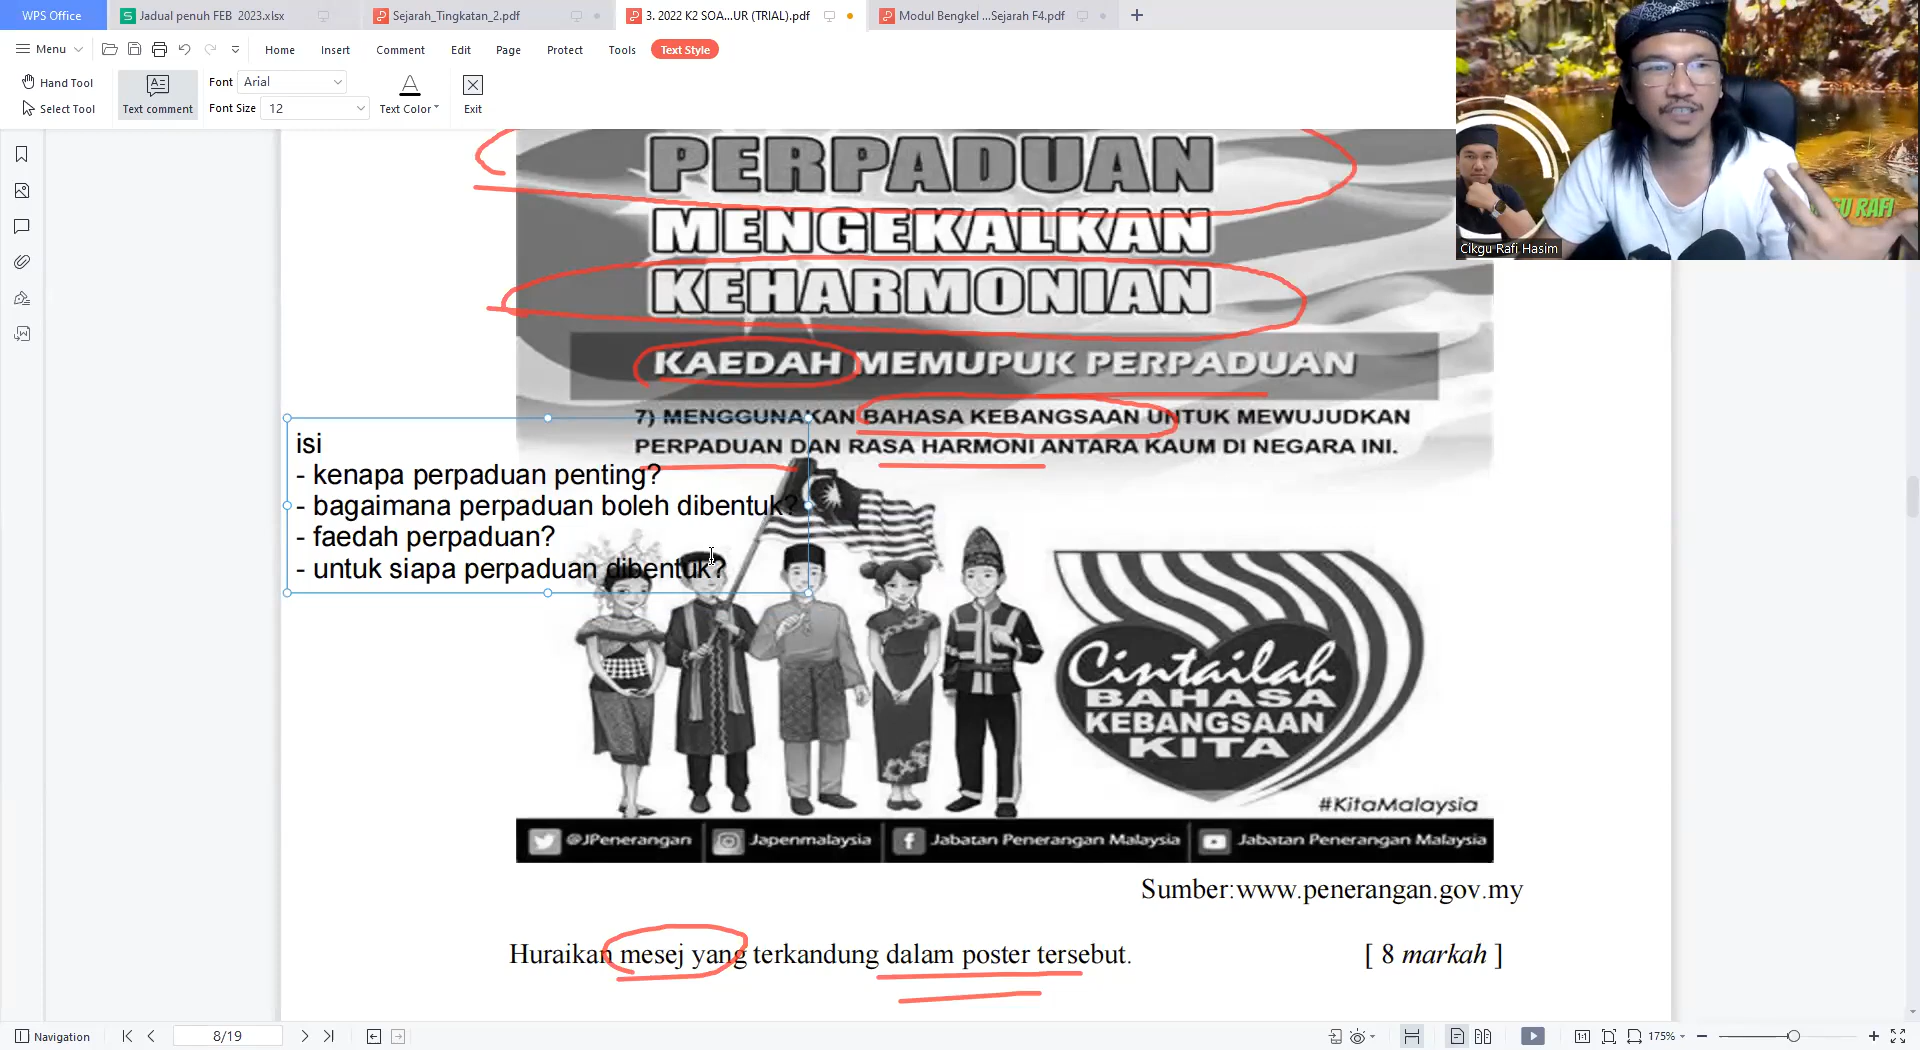 WPS Office
Jadual penuh FEB 2023.xlsx
Sejarah_Tingkatan_2.pdf
3. 2022 K2 SOA...UR (TRIAL).pdf
Modul Bengkel ...Sejarah F4.pdf
Menu
Home
Insert
Comment
Edit
Page
Protect
Tools
Text Style
Hand Tool
Select Tool
Text comment
Font Arial
Font Size 12
Text Color
Exit
GU RAFI
Cikgu Rafi Hasim
PERPADUAN
MENGEKALKAN
KEHARMONIAN
KAEDAH MEMUPUK PERPADUAN
7) MENGGUNAKAN BAHASA KEBANGSAAN UNTUK MEWUJUDKAN
PERPADUAN DAN RASA HARMONI ANTARA KAUM DI NEGARA INI.
isi
- kenapa perpaduan penting?
- bagaimana perpaduan boleh dibentuk?
- faedah perpaduan?
- untuk siapa perpaduan dibentuk?
Cintailah
BAHASA
KEBANGSAAN
KITA
#KitaMalaysia
@JPenerangan
Japenmalaysia
Jabatan Penerangan Malaysia
Jabatan Penerangan Malaysia
Sumber:www.penerangan.gov.my
Huraikan mesej yang terkandung dalam poster tersebut.
[ 8 markah ]
Navigation
8/19
1:1
175%